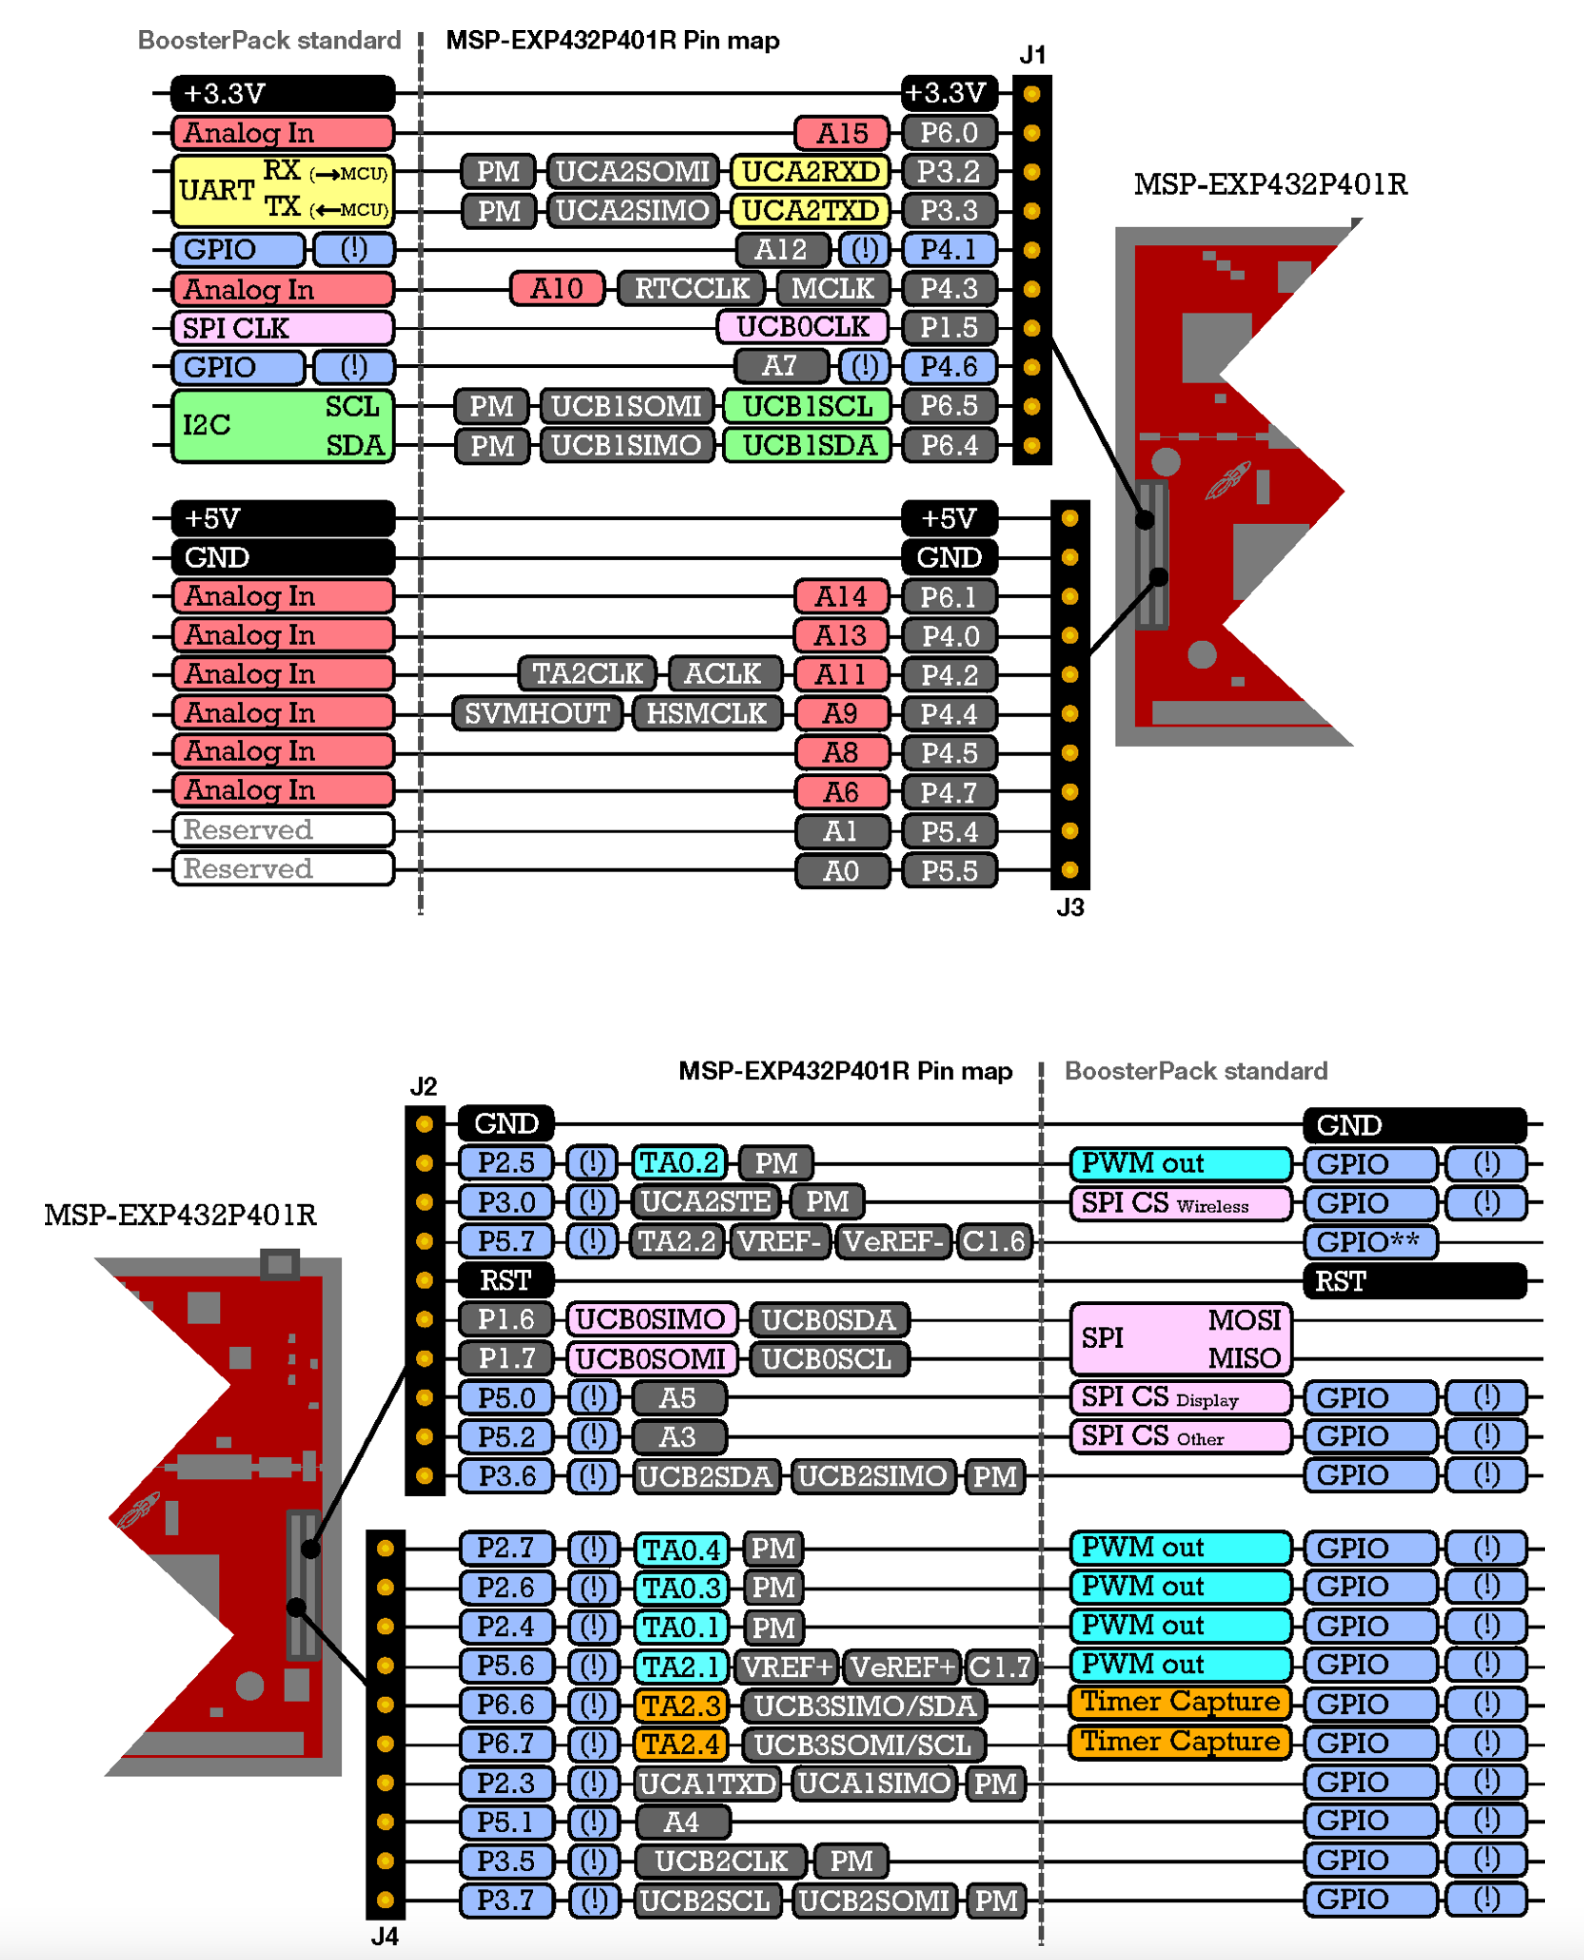 BoosterPack standard MSP-EXP432P401R Pin map
J1
+3.3V +3.3V
Analog In A15 P6.0
UART RX (→MCU) PM UCA2SOMI UCA2RXD P3.2
TX (←MCU) PM UCA2SIMO UCA2TXD P3.3
MSP-EXP432P401R
GPIO (!) A12 (!) P4.1
Analog In A10 RTCCLK MCLK P4.3
SPI CLK UCB0CLK P1.5
GPIO (!) A7 (!) P4.6
I2C SCL PM UCB1SOMI UCB1SCL P6.5
SDA PM UCB1SIMO UCB1SDA P6.4
+5V +5V
GND GND
Analog In A14 P6.1
Analog In A13 P4.0
Analog In TA2CLK ACLK A11 P4.2
Analog In SVMHOUT HSMCLK A9 P4.4
Analog In A8 P4.5
Analog In A6 P4.7
Reserved A1 P5.4
Reserved A0 P5.5
J3
MSP-EXP432P401R Pin map BoosterPack standard
J2
GND GND
P2.5 (!) TA0.2 PM PWM out GPIO (!)
P3.0 (!) UCA2STE PM SPI CS Wireless GPIO (!)
MSP-EXP432P401R
P5.7 (!) TA2.2 VREF- VeREF- C1.6 GPIO**
RST RST
P1.6 UCB0SIMO UCB0SDA SPI MOSI
P1.7 UCB0SOMI UCB0SCL MISO
P5.0 (!) A5 SPI CS Display GPIO (!)
P5.2 (!) A3 SPI CS Other GPIO (!)
P3.6 (!) UCB2SDA UCB2SIMO PM GPIO (!)
P2.7 (!) TA0.4 PM PWM out GPIO (!)
P2.6 (!) TA0.3 PM PWM out GPIO (!)
P2.4 (!) TA0.1 PM PWM out GPIO (!)
P5.6 (!) TA2.1 VREF+ VeREF+ C1.7 PWM out GPIO (!)
P6.6 (!) TA2.3 UCB3SIMO/SDA Timer Capture GPIO (!)
P6.7 (!) TA2.4 UCB3SOMI/SCL Timer Capture GPIO (!)
P2.3 (!) UCA1TXD UCA1SIMO PM GPIO (!)
P5.1 (!) A4 GPIO (!)
P3.5 (!) UCB2CLK PM GPIO (!)
P3.7 (!) UCB2SCL UCB2SOMI PM GPIO (!)
J4